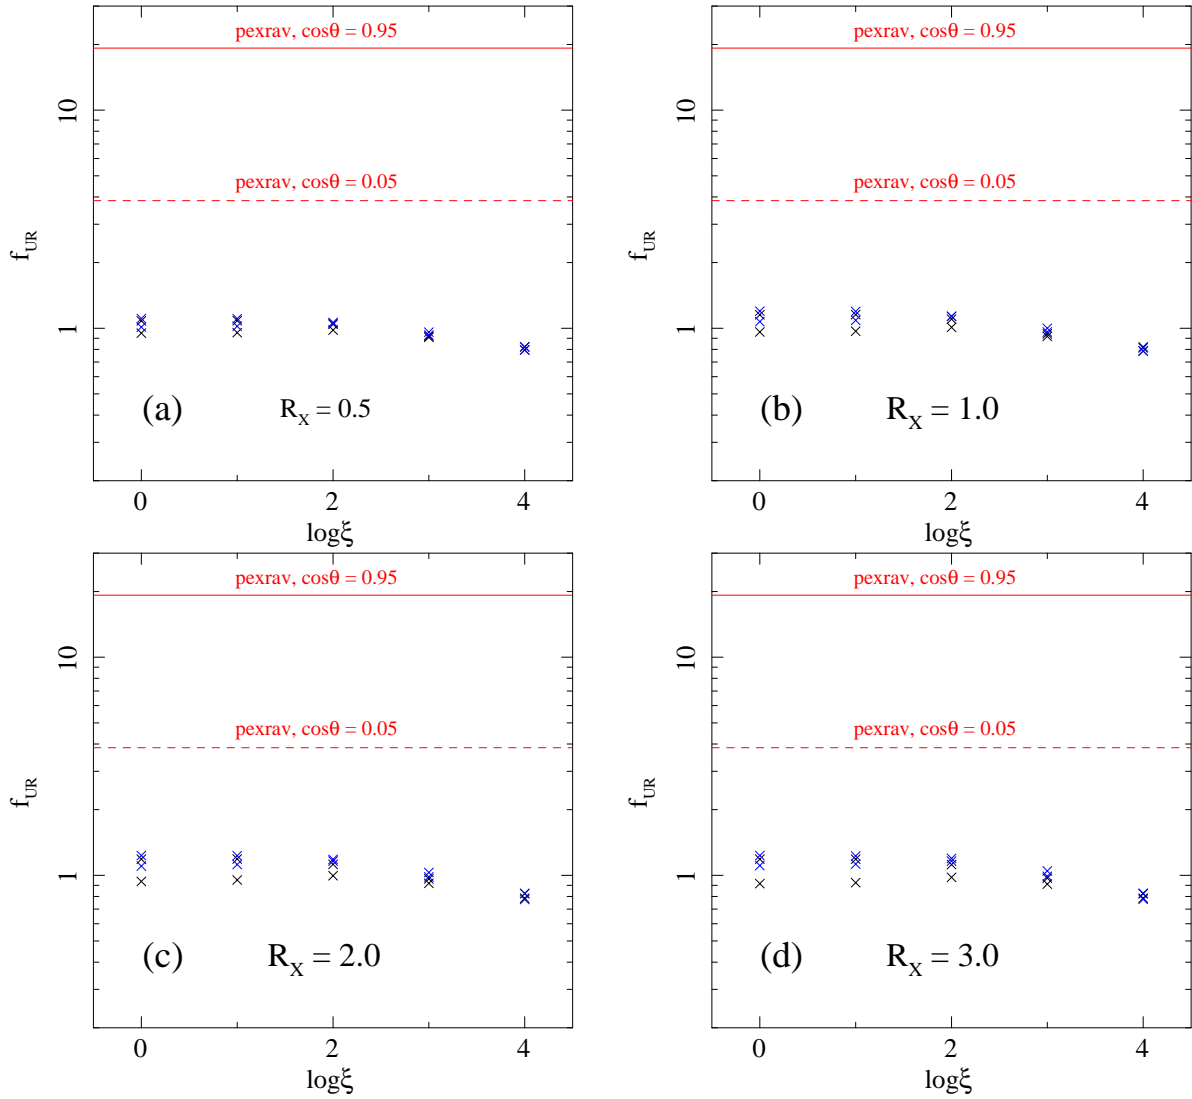 pexrav, cosθ = 0.95
10
pexrav, cosθ = 0.05
f_UR
1
(a) R_X = 0.5
0 2 4
logξ
pexrav, cosθ = 0.95
10
pexrav, cosθ = 0.05
f_UR
1
(b) R_X = 1.0
0 2 4
logξ
pexrav, cosθ = 0.95
10
pexrav, cosθ = 0.05
f_UR
1
(c) R_X = 2.0
0 2 4
logξ
pexrav, cosθ = 0.95
10
pexrav, cosθ = 0.05
f_UR
1
(d) R_X = 3.0
0 2 4
logξ